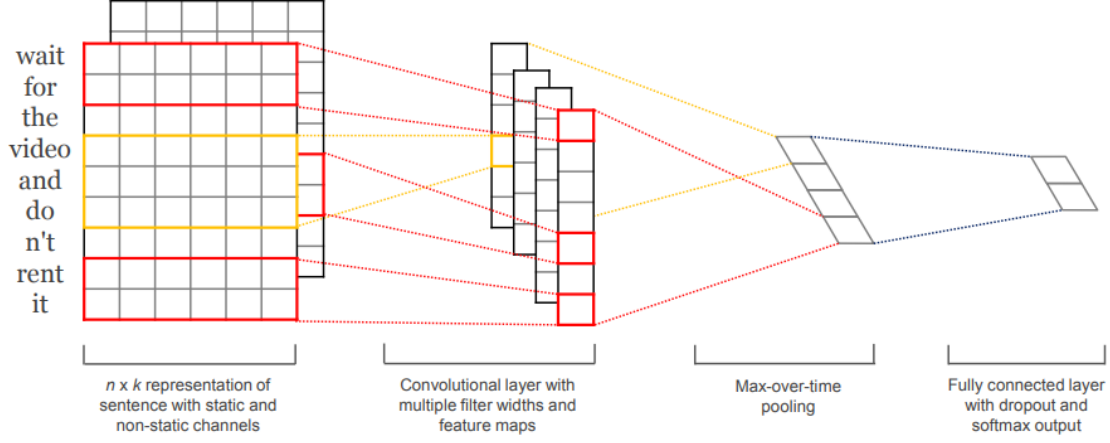 wait
for
the
video
and
do
n't
rent
it
n x k representation of
sentence with static and
non-static channels
Convolutional layer with
multiple filter widths and
feature maps
Max-over-time
pooling
Fully connected layer
with dropout and
softmax output